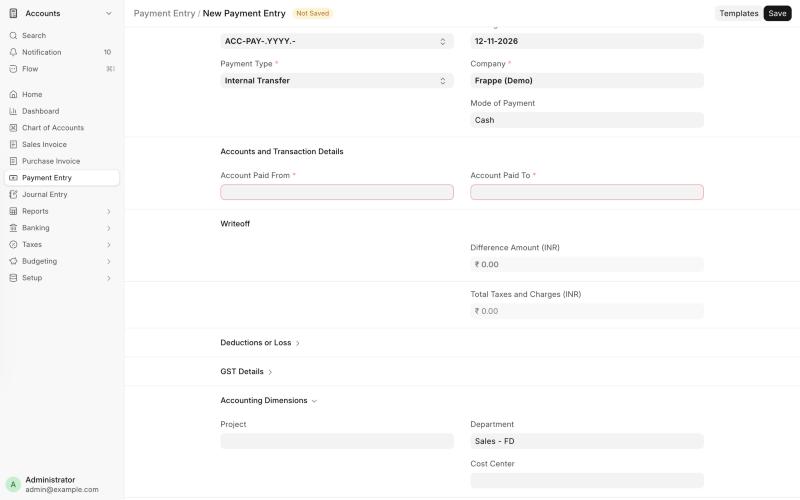 Accounts
Payment Entry / New Payment Entry
Not Saved
Templates
Save
Search
Notification 10
Flow
Home
Dashboard
Chart of Accounts
Sales Invoice
Purchase Invoice
Payment Entry
Journal Entry
Reports
Banking
Taxes
Budgeting
Setup
Administrator
admin@example.com
A
ACC-PAY-.YYYY.-
12-11-2026
Payment Type *
Company *
Internal Transfer
Frappe (Demo)
Mode of Payment
Cash
Accounts and Transaction Details
Account Paid From *
Account Paid To *
Writeoff
Difference Amount (INR)
₹ 0.00
Total Taxes and Charges (INR)
₹ 0.00
Deductions or Loss
GST Details
Accounting Dimensions
Project
Department
Sales - FD
Cost Center